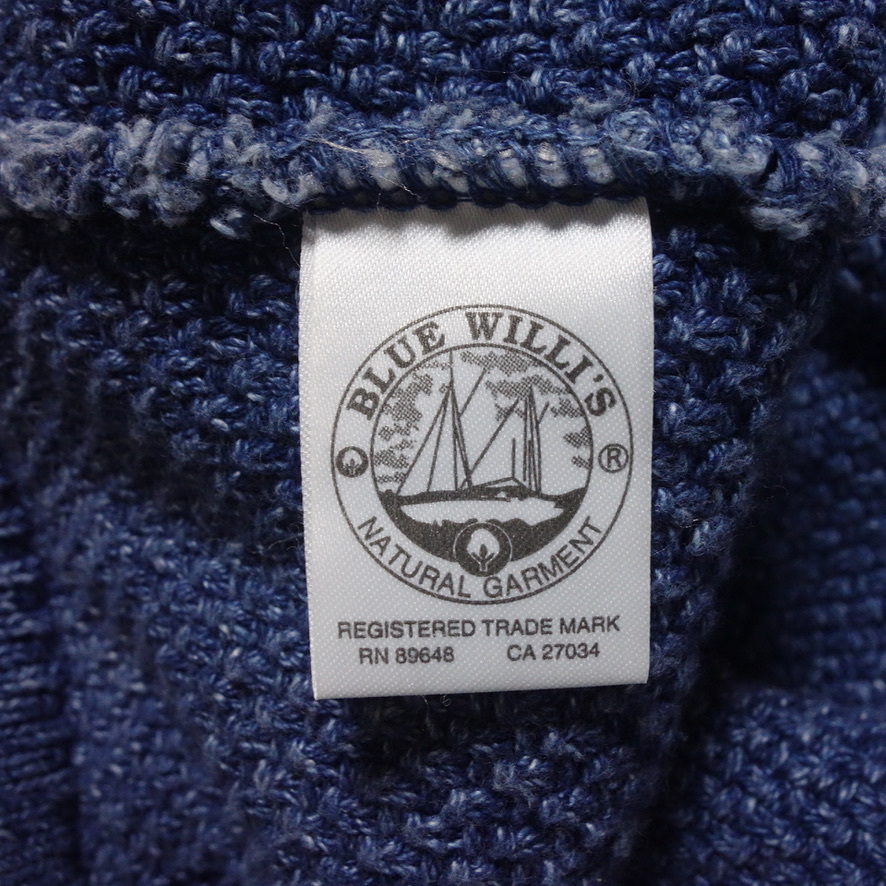 BLUE WILLI'S
®
NATURAL GARMENT
REGISTERED TRADE MARK
RN 89648 CA 27034